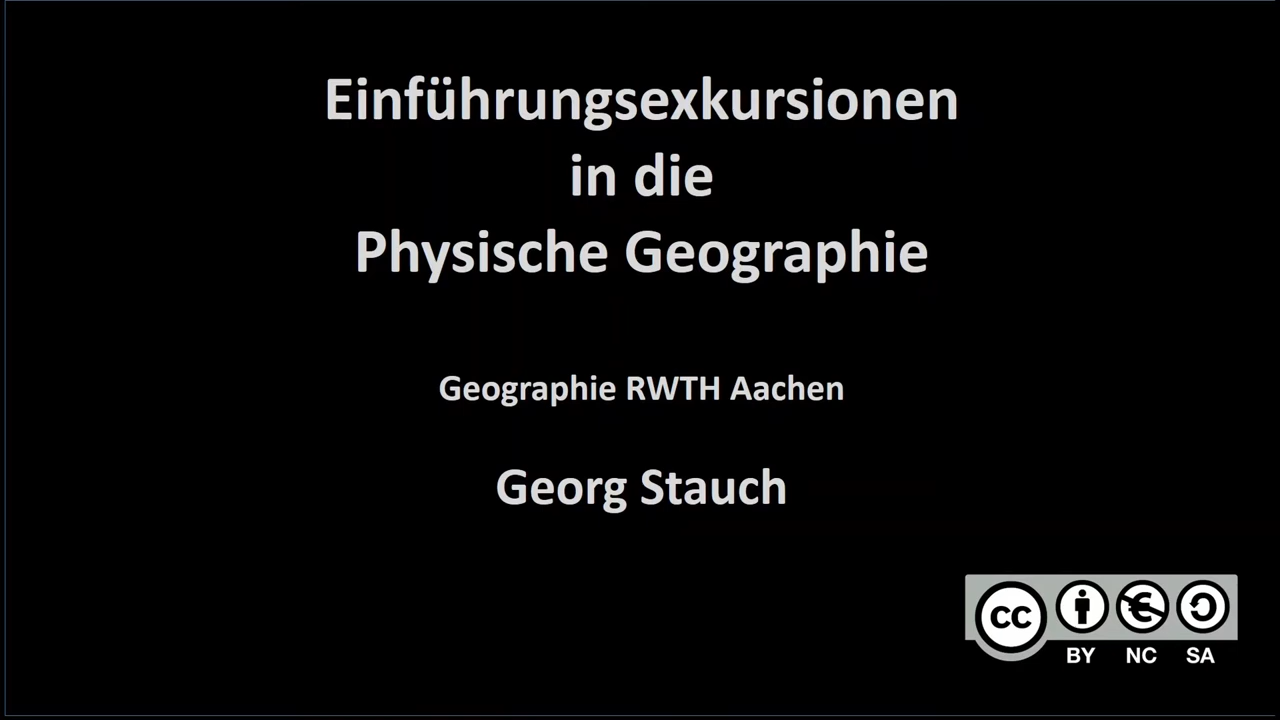 Einführungsexkursionen
in die
Physische Geographie
Geographie RWTH Aachen
Georg Stauch
cc
BY NC SA